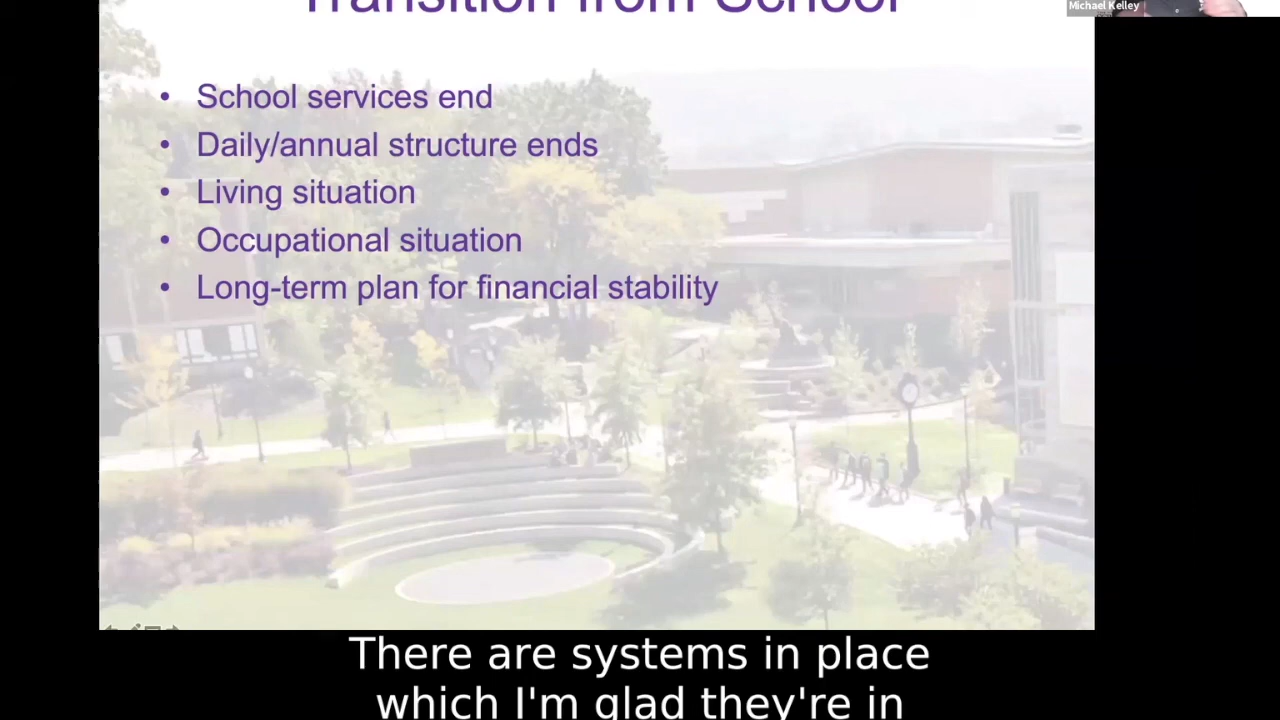 Transition from School
Michael Kelley
• School services end
• Daily/annual structure ends
• Living situation
• Occupational situation
• Long-term plan for financial stability
There are systems in place
which I'm glad they're in